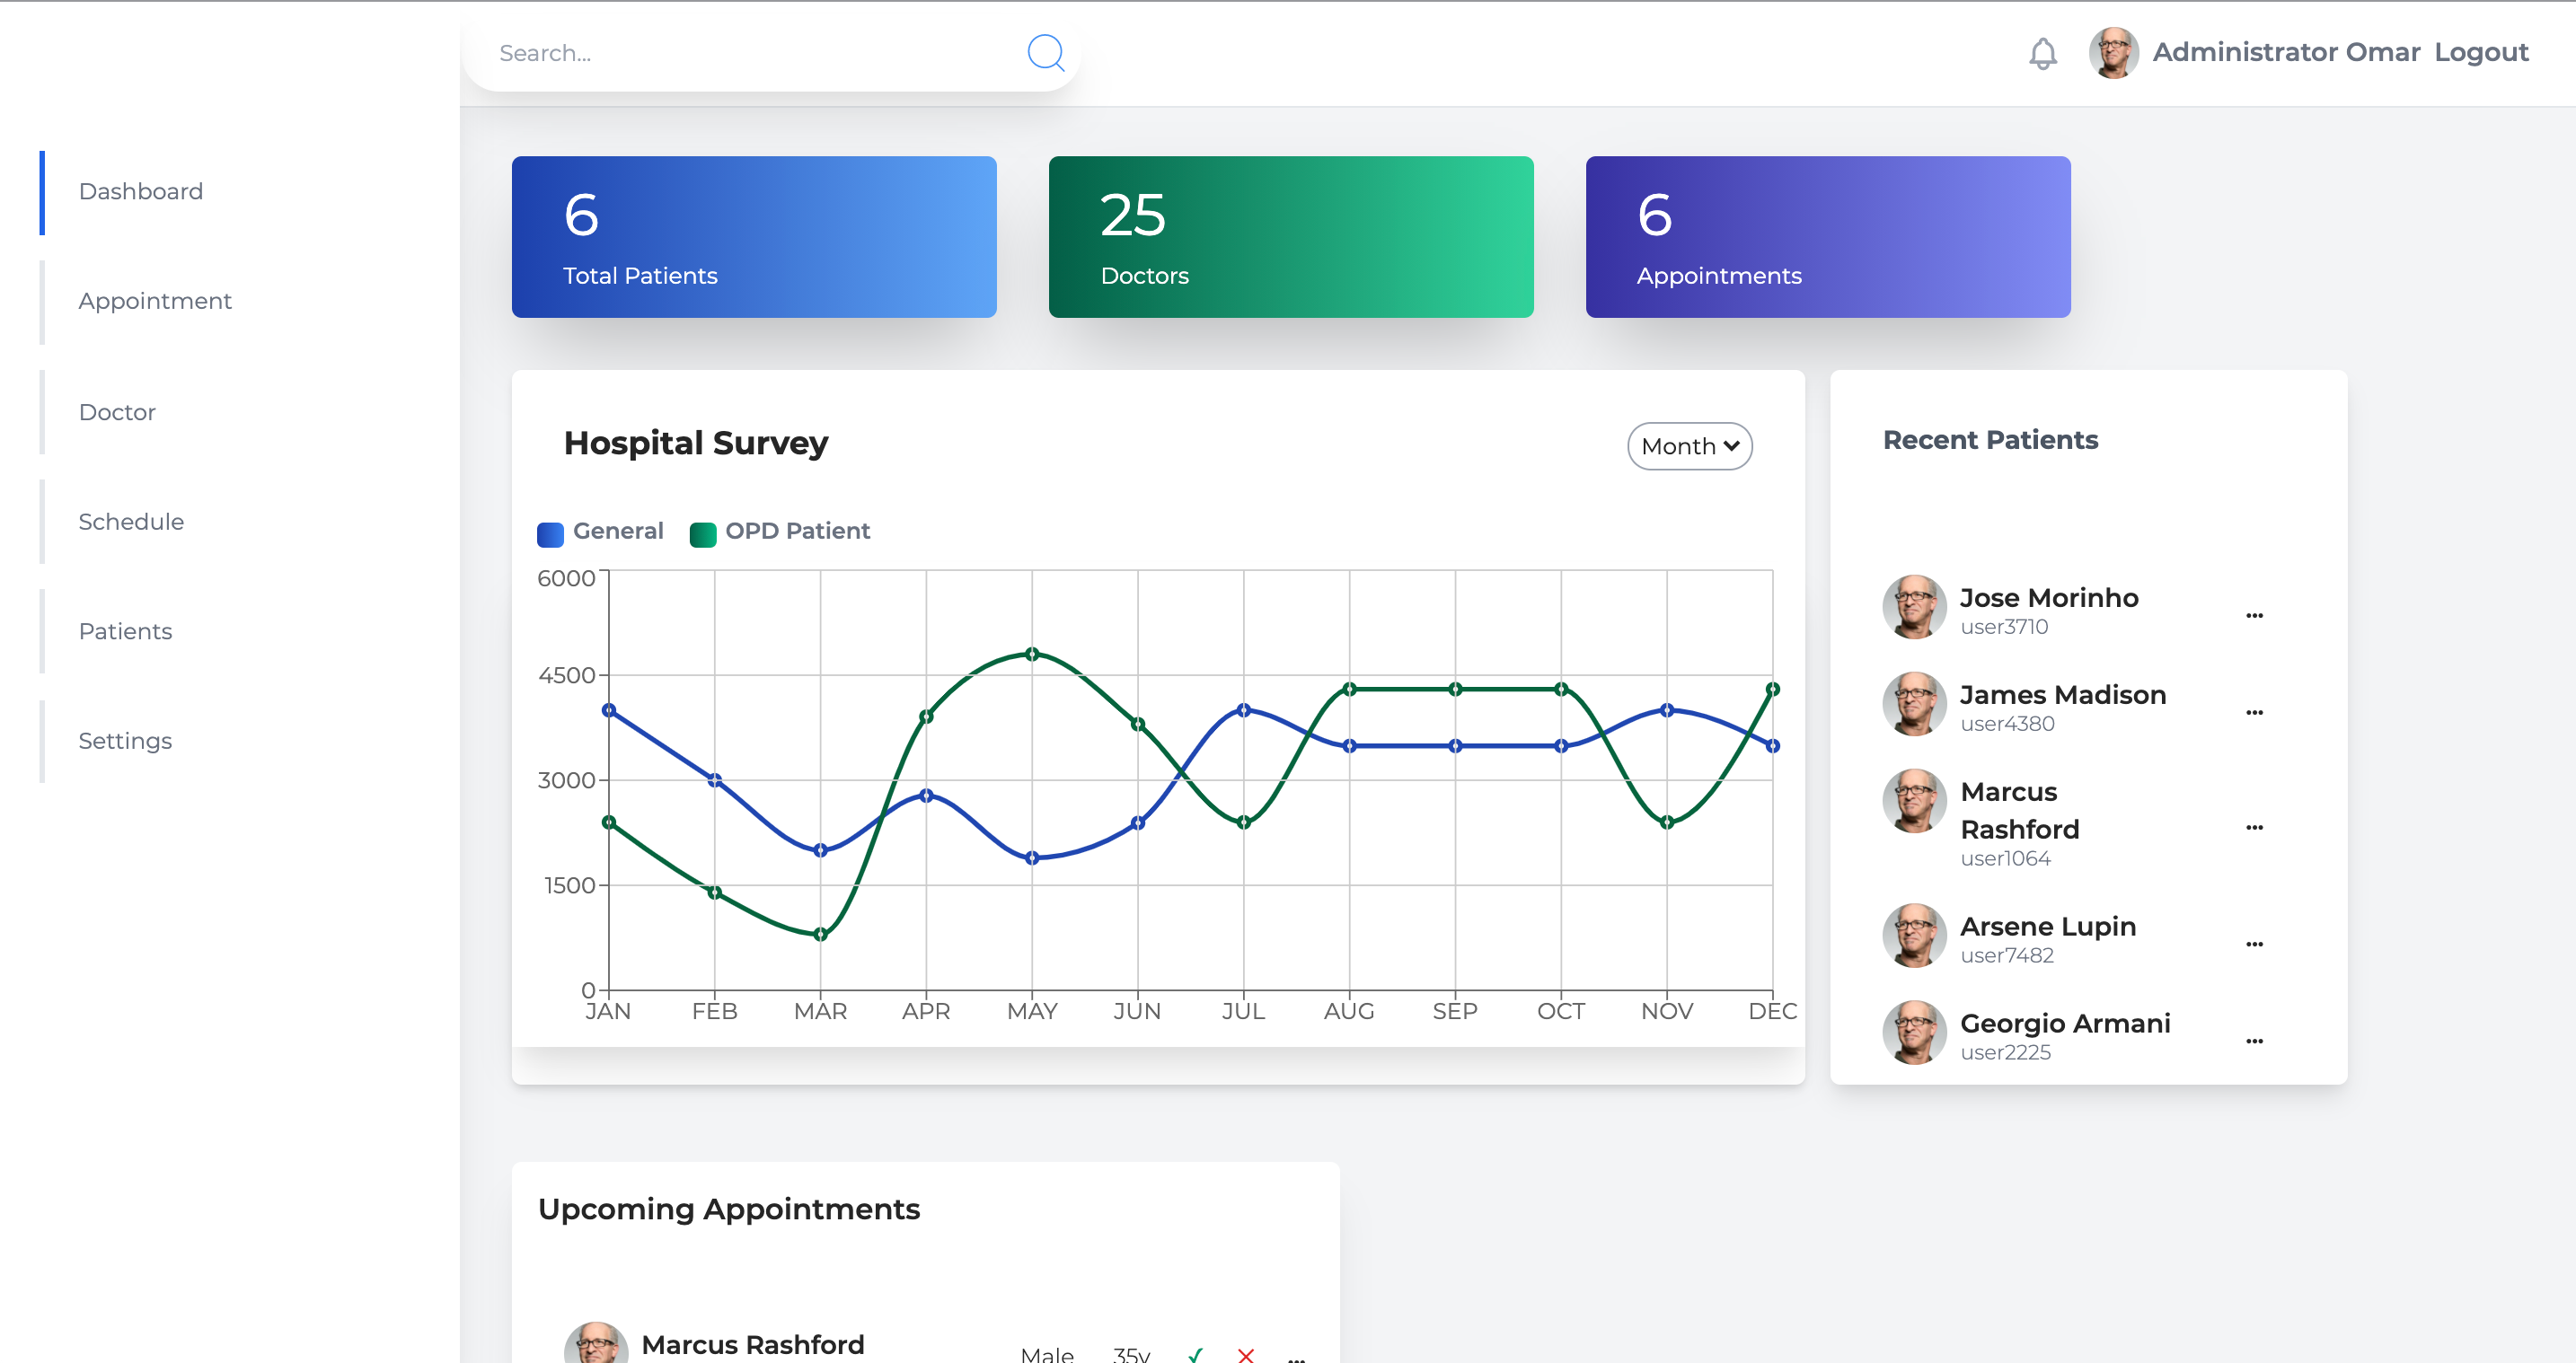 Search...
Administrator Omar Logout
Dashboard
Appointment
Doctor
Schedule
Patients
Settings
6
Total Patients
25
Doctors
6
Appointments
Hospital Survey
Month
General OPD Patient
6000
4500
3000
1500
0
JAN FEB MAR APR MAY JUN JUL AUG SEP OCT NOV DEC
Recent Patients
Jose Morinho
user3710
...
James Madison
user4380
...
Marcus
Rashford
user1064
...
Arsene Lupin
user7482
...
Georgio Armani
user2225
...
Upcoming Appointments
Marcus Rashford
Male 35y ...